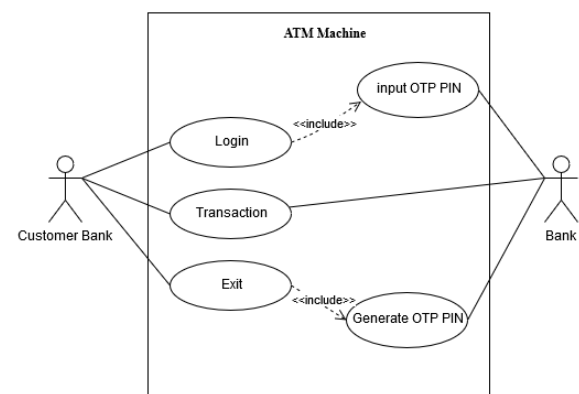 ATM Machine
input OTP PIN
<<include>>
Login
Transaction
Customer Bank
Bank
Exit
<<include>>
Generate OTP PIN